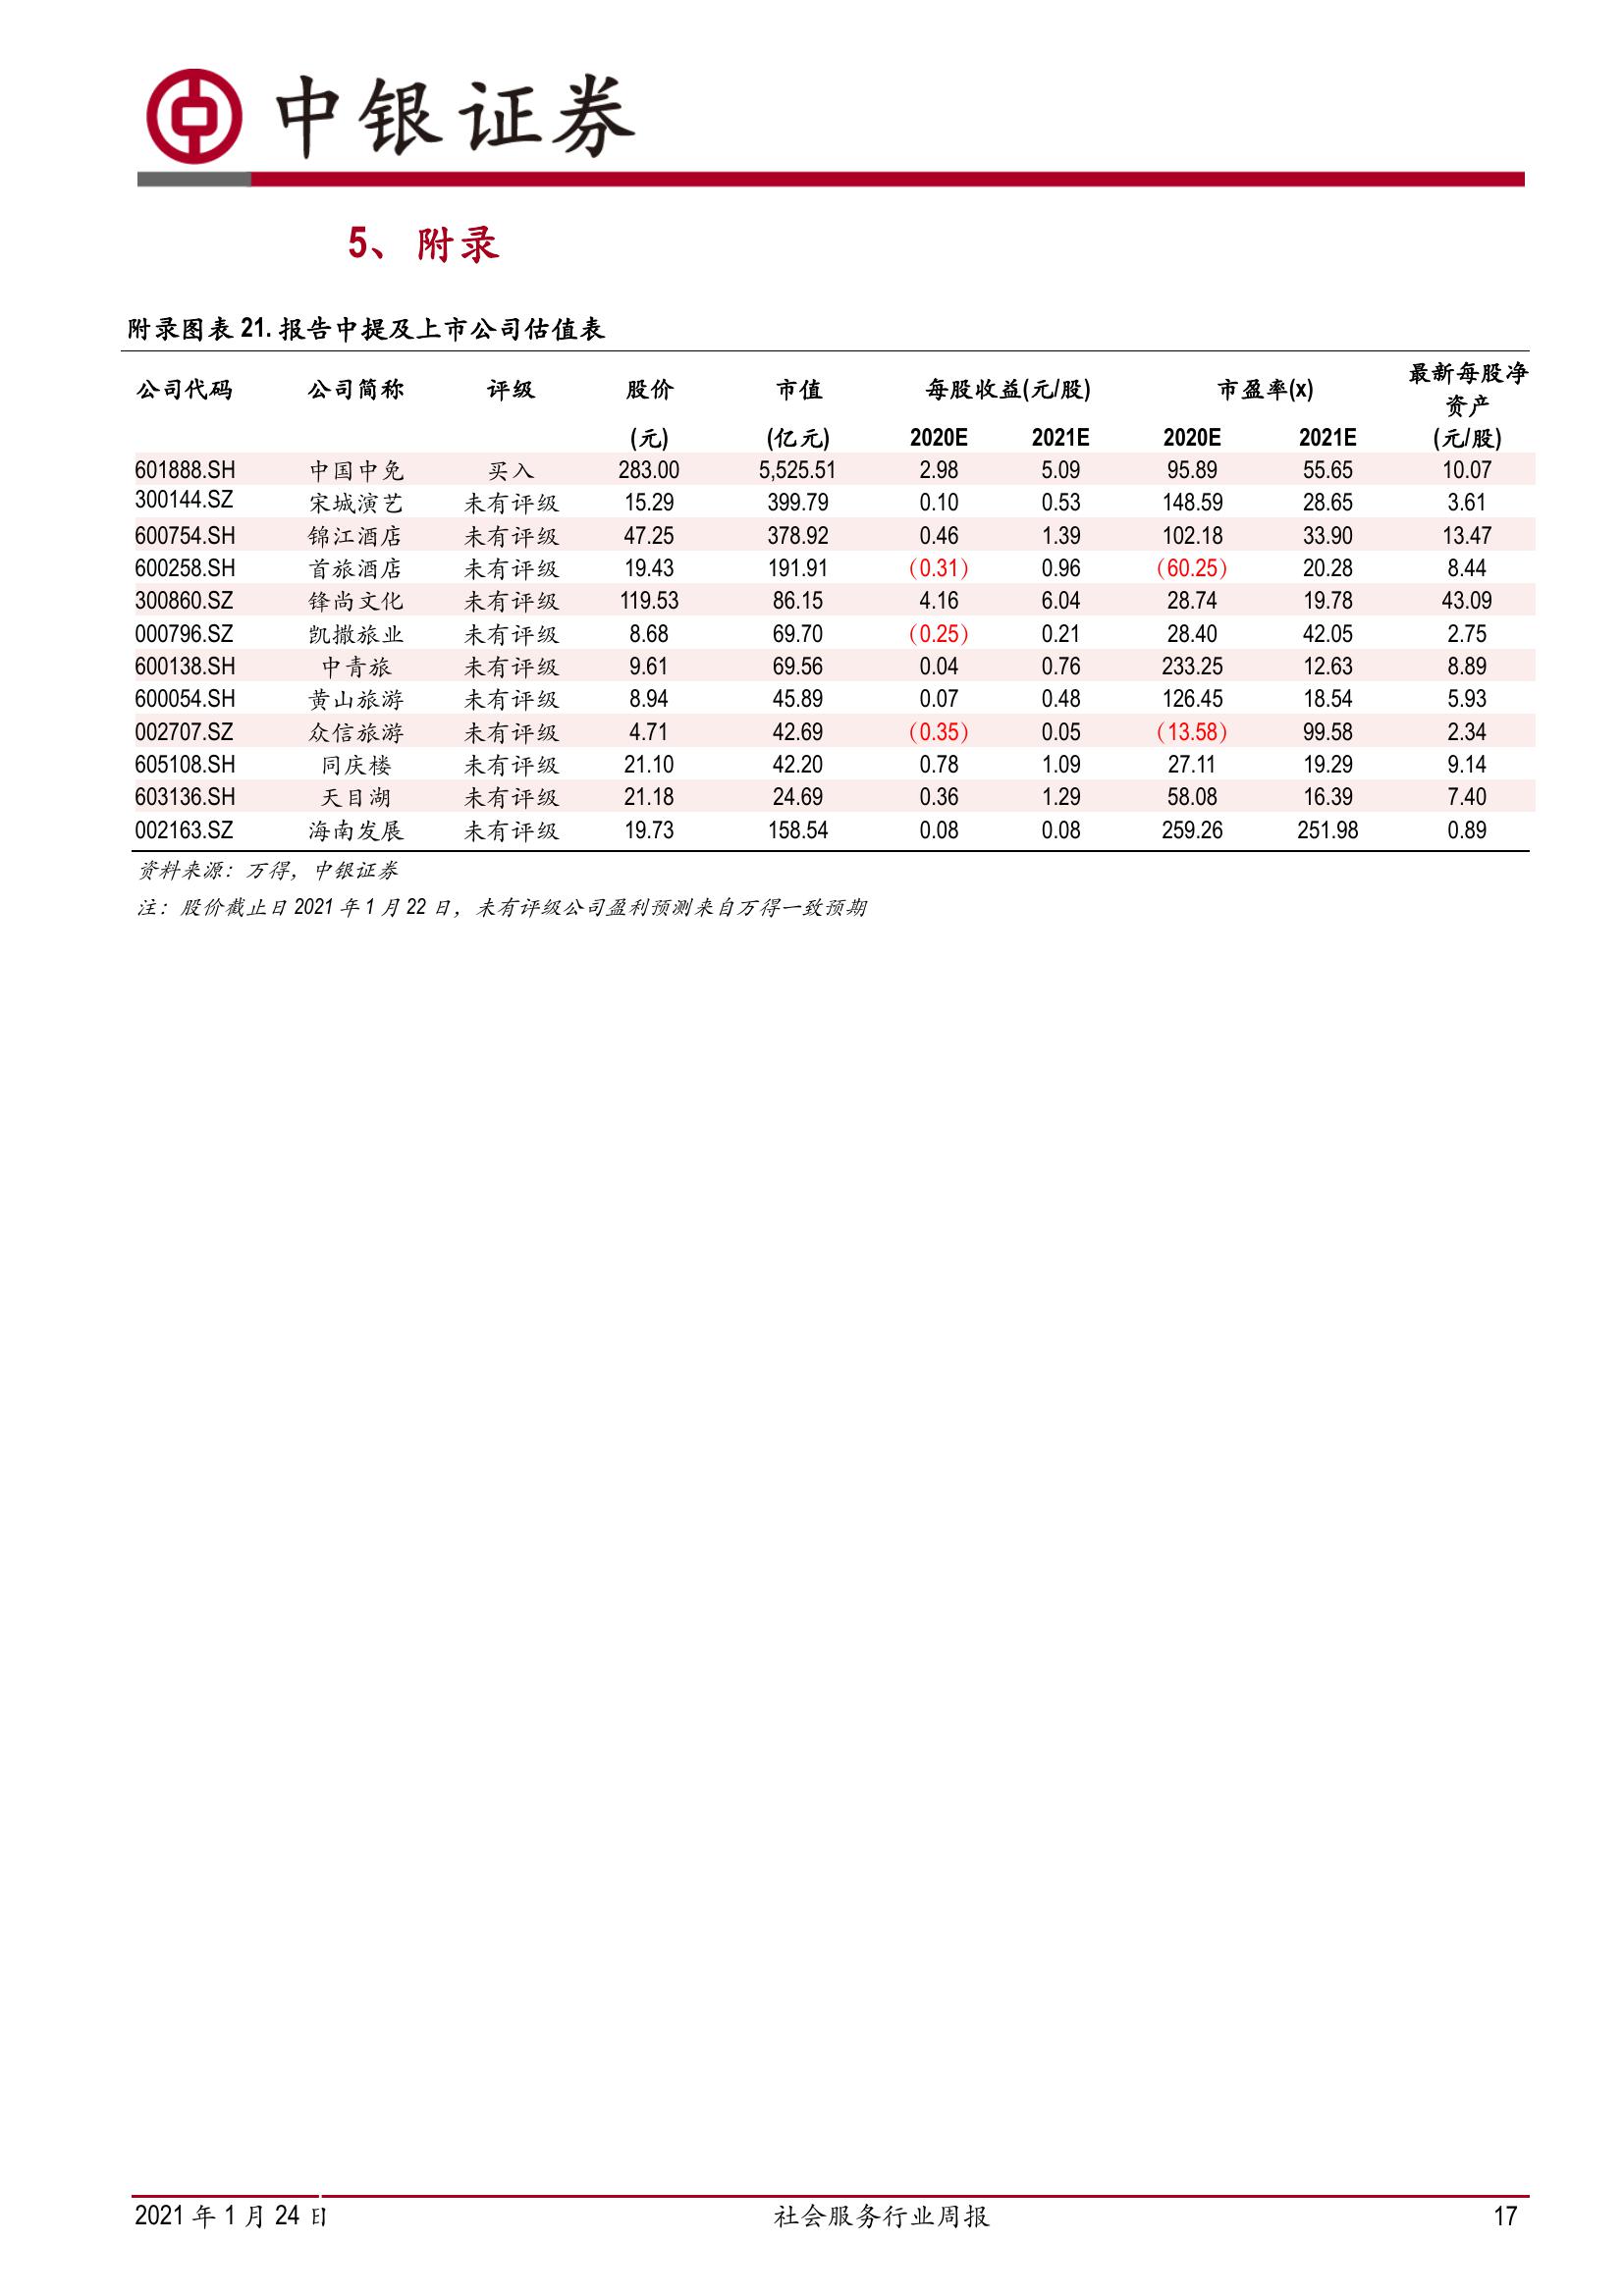 中银证券
5、附录
附录图表 21. 报告中提及上市公司估值表
公司代码 公司简称 评级 股价 市值 每股收益(元/股) 市盈率(x) 最新每股净
资产
(元) (亿元) 2020E 2021E 2020E 2021E (元/股)
601888.SH 中国中免 买入 283.00 5,525.51 2.98 5.09 95.89 55.65 10.07
300144.SZ 宋城演艺 未有评级 15.29 399.79 0.10 0.53 148.59 28.65 3.61
600754.SH 锦江酒店 未有评级 47.25 378.92 0.46 1.39 102.18 33.90 13.47
600258.SH 首旅酒店 未有评级 19.43 191.91 (0.31) 0.96 (60.25) 20.28 8.44
300860.SZ 锋尚文化 未有评级 119.53 86.15 4.16 6.04 28.74 19.78 43.09
000796.SZ 凯撒旅业 未有评级 8.68 69.70 (0.25) 0.21 28.40 42.05 2.75
600138.SH 中青旅 未有评级 9.61 69.56 0.04 0.76 233.25 12.63 8.89
600054.SH 黄山旅游 未有评级 8.94 45.89 0.07 0.48 126.45 18.54 5.93
002707.SZ 众信旅游 未有评级 4.71 42.69 (0.35) 0.05 (13.58) 99.58 2.34
605108.SH 同庆楼 未有评级 21.10 42.20 0.78 1.09 27.11 19.29 9.14
603136.SH 天目湖 未有评级 21.18 24.69 0.36 1.29 58.08 16.39 7.40
002163.SZ 海南发展 未有评级 19.73 158.54 0.08 0.08 259.26 251.98 0.89
资料来源：万得，中银证券
注：股价截止日 2021 年 1 月 22 日，未有评级公司盈利预测来自万得一致预期
2021 年 1 月 24 日 社会服务行业周报 17